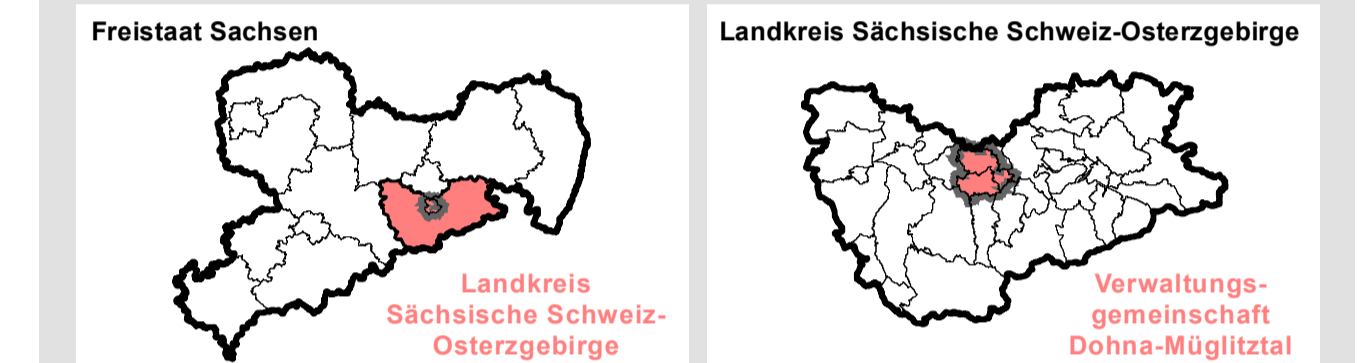 Freistaat Sachsen
Landkreis
Sächsische Schweiz-
Osterzgebirge
Landkreis Sächsische Schweiz-Osterzgebirge
Verwaltungs-
gemeinschaft
Dohna-Müglitztal